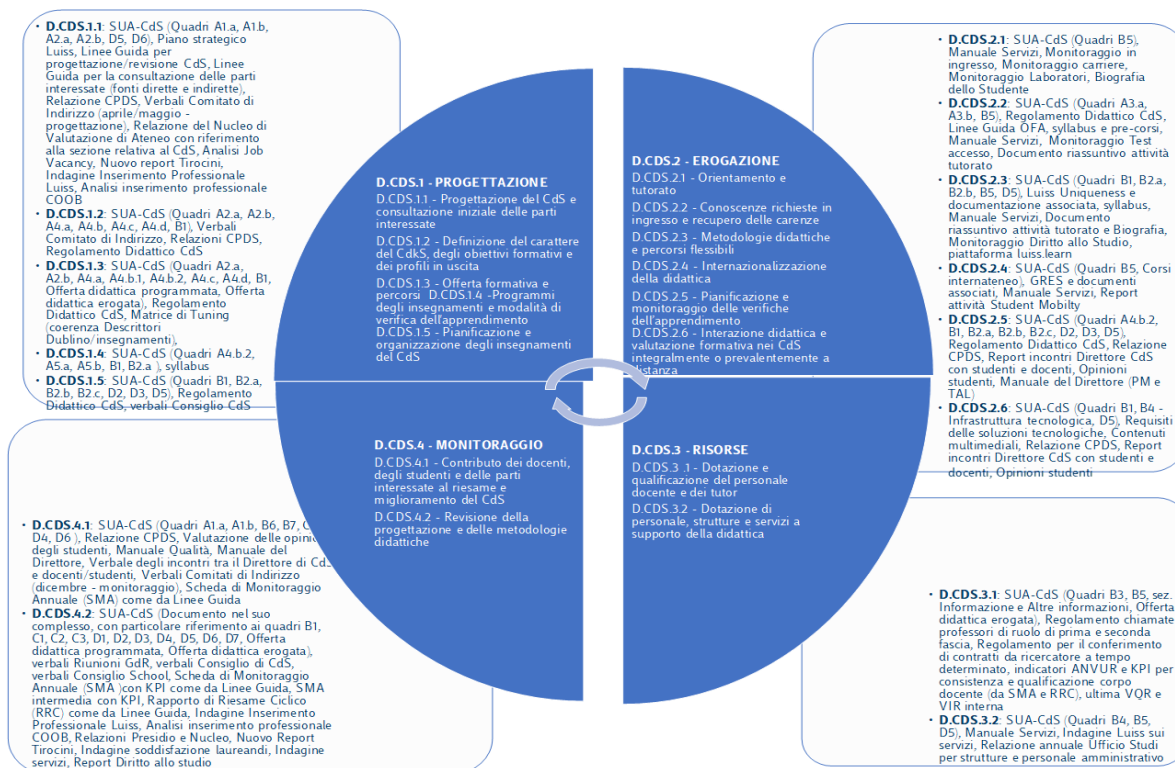 • D.CDS.1.1: SUA-CdS (Quadri A1.a, A1.b,
A2.a, A2.b, D5, D6), Piano strategico
Luiss, Linee Guida per
progettazione/revisione CdS, Linee
Guida per la consultazione delle parti
interessate (fonti dirette e indirette),
Relazione CPDS, Verbali Comitato di
Indirizzo (aprile/maggio -
progettazione), Relazione del Nucleo di
Valutazione di Ateneo con riferimento
alla sezione relativa al CdS, Analisi Job
Vacancy, Nuovo report Tirocini,
Indagine Inserimento Professionale
Luiss, Analisi inserimento professionale
COOB
• D.CDS.1.2: SUA-CdS (Quadri A2.a, A2.b,
A4.a, A4.b, A4.c, A4.d, B1), Verbali
Comitato di Indirizzo, Relazioni CPDS,
Regolamento Didattico CdS
• D.CDS.1.3: SUA-CdS (Quadri A2.a,
A2.b, A4.a, A4.b.1, A4.b.2, A4.c, A4.d, B1,
Offerta didattica programmata, Offerta
didattica erogata), Regolamento
Didattico CdS, Matrice di Tuning
(coerenza Descrittori
Dublino/insegnamenti),
• D.CDS.1.4: SUA-CdS (Quadri A4.b.2,
A5.a, A5.b, B1, B2.a ), syllabus
• D.CDS.1.5: SUA-CdS (Quadri B1, B2.a,
B2.b, B2.c, D2, D3, D5), Regolamento
Didattico CdS, verbali Consiglio CdS
D.CDS.1 - PROGETTAZIONE
D.CDS.1.1 - Progettazione del CdS e
consultazione iniziale delle parti
interessate
D.CDS.1.2 - Definizione del carattere
del CdkS, degli obiettivi formativi e
dei profili in uscita
D.CDS.1.3 - Offerta formativa e
percorsi D.CDS.1.4 -Programmi
degli insegnamenti e modalità di
verifica dell'apprendimento
D.CDS.1.5 - Pianificazione e
organizzazione degli insegnamenti
del CdS
D.CDS.2 - EROGAZIONE
D.CDS.2.1 - Orientamento e
tutorato
D.CDS.2.2 - Conoscenze richieste in
ingresso e recupero delle carenze
D.CDS.2.3 - Metodologie didattiche
e percorsi flessibili
D.CDS.2.4 - Internazionalizzazione
della didattica
D.CDS.2.5 - Pianificazione e
monitoraggio delle verifiche
dell'apprendimento
D.CDS.2.6 - Interazione didattica e
valutazione formativa nei CdS
integralmente o prevalentemente a
distanza
• D.CDS.2.1: SUA-CdS (Quadri B5),
Manuale Servizi, Monitoraggio in
ingresso, Monitoraggio carriere,
Monitoraggio Laboratori, Biografia
dello Studente
• D.CDS.2.2: SUA-CdS (Quadri A3.a,
A3.b, B5), Regolamento Didattico CdS,
Linee Guida OFA, syllabus e pre-corsi,
Manuale Servizi, Monitoraggio Test
accesso, Documento riassuntivo attività
tutorato
• D.CDS.2.3: SUA-CdS (Quadri B1, B2.a,
B2.b, B5, D5), Luiss Uniqueness e
documentazione associata, syllabus,
Manuale Servizi, Documento
riassuntivo attività tutorato e Biografia,
Monitoraggio Diritto allo Studio,
piattaforma luiss.learn
• D.CDS.2.4: SUA-CdS (Quadri B5, Corsi
internateneo), GRES e documenti
associati, Manuale Servizi, Report
attività Student Mobilty
• D.CDS.2.5: SUA-CdS (Quadri A4.b.2,
B1, B2.a, B2.b, B2.c, D2, D3, D5),
Regolamento Didattico CdS, Relazione
CPDS, Report incontri Direttore CdS
con studenti e docenti, Opinioni
studenti, Manuale del Direttore (PM e
TAL)
• D.CDS.2.6: SUA-CdS (Quadri B1, B4 -
Infrastruttura tecnologica, D5), Requisiti
delle soluzioni tecnologiche, Contenuti
multimediali, Relazione CPDS, Report
incontri Direttore CdS con studenti e
docenti, Opinioni studenti
• D.CDS.4.1: SUA-CdS (Quadri A1.a, A1.b, B6, B7,
D4, D6 ), Relazione CPDS, Valutazione delle
degli studenti, Manuale Qualità, Manuale del
Direttore, Verbale degli incontri tra il Direttore di CdS
e docenti/studenti, Verbali Comitati di Indirizzo
(dicembre - monitoraggio), Scheda di Monitoraggio
Annuale (SMA) come da Linee Guida
• D.CDS.4.2: SUA-CdS (Documento nel suo
complesso, con particolare riferimento ai quadri B1,
C1, C2, C3, D1, D2, D3, D4, D5, D6, D7, Offerta
didattica programmata, Offerta didattica erogata),
verbali Riunioni GdR, verbali Consiglio di CdS,
verbali Consiglio School, Scheda di Monitoraggio
Annuale (SMA )con KPI come da Linee Guida, SMA
intermedia con KPI, Rapporto di Riesame Ciclico
(RRC) come da Linee Guida, Indagine Inserimento
Professionale Luiss, Analisi inserimento professionale
COOB, Relazioni Presidio e Nucleo, Nuovo Report
Tirocini, Indagine soddisfazione laureandi, Indagine
servizi, Report Diritto allo studio
D.CDS.4 - MONITORAGGIO
D.CDS.4.1 - Contributo dei docenti,
degli studenti e delle parti
interessate al riesame e
miglioramento del CdS
D.CDS.4.2 - Revisione della
progettazione e delle metodologie
didattiche
D.CDS.3 - RISORSE
D.CDS.3 .1 - Dotazione e
qualificazione del personale
docente e dei tutor
D.CDS.3.2 - Dotazione di
personale, strutture e servizi a
supporto della didattica
• D.CDS.3.1: SUA-CdS (Quadri B3, B5, sez.
Informazione e Altre informazioni, Offerta
didattica erogata), Regolamento chiamate
professori di ruolo di prima e seconda
fascia, Regolamento per il conferimento
di contratti da ricercatore a tempo
determinato, indicatori ANVUR e KPI per
consistenza e qualificazione corpo
docente (da SMA e RRC), ultima VQR e
VIR interna
• D.CDS.3.2: SUA-CdS (Quadri B4, B5,
D5), Manuale Servizi, Indagine Luiss sui
servizi, Relazione annuale Ufficio Studi
per strutture e personale amministrativo